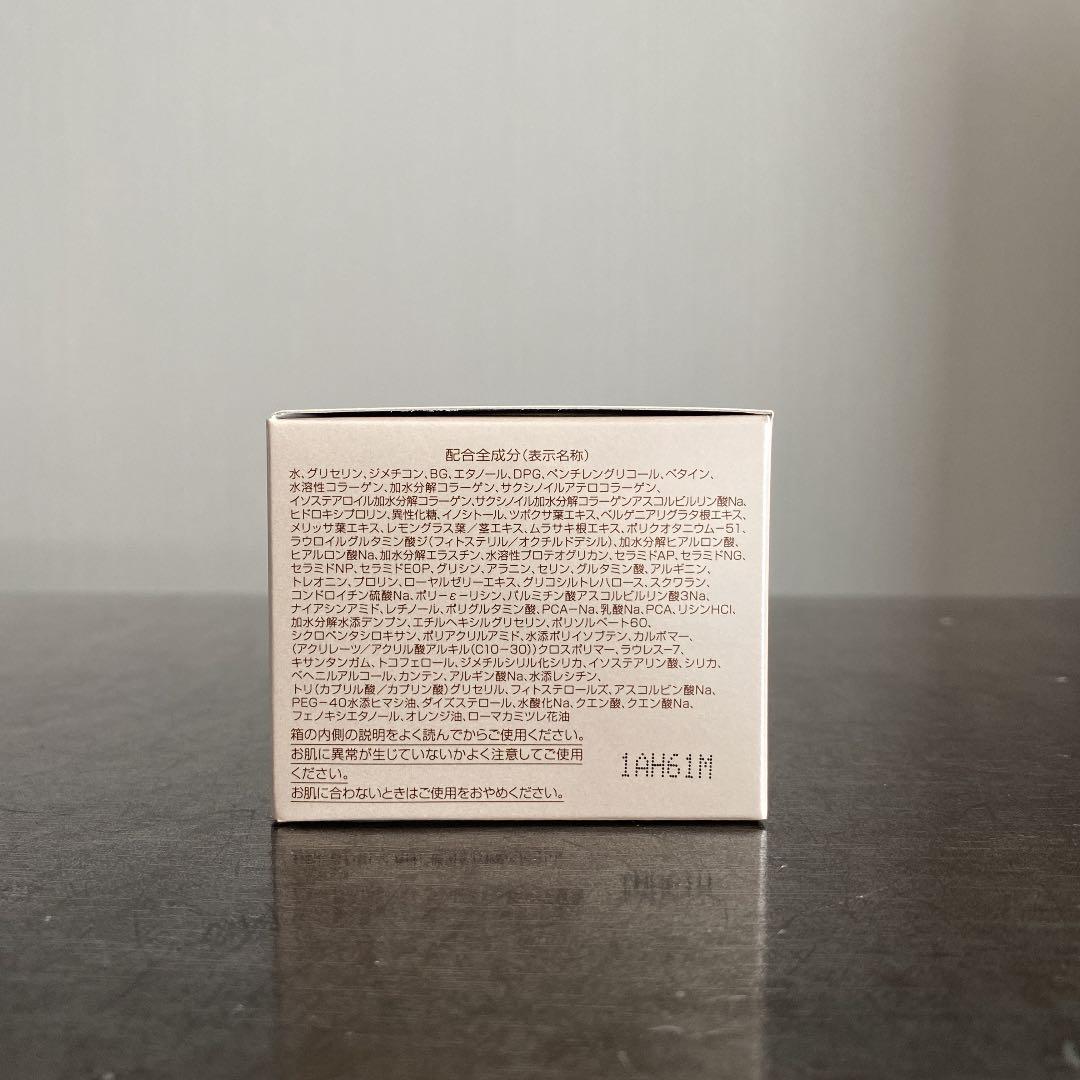 配合全成分(表示名称)
水、グリセリン、ジメチコン、BG、エタノール、DPG、ペンチレングリコール、ベタイン、
水溶性コラーゲン、加水分解コラーゲン、サクシノイルアテロコラーゲン、
イソステアロイル加水分解コラーゲン、サクシノイル加水分解コラーゲンアスコルビルリン酸Na、
ヒドロキシプロリン、異性化糖、イノシトール、ツボクサ葉エキス、ベルゲニアリグラタ根エキス、
メリッサ葉エキス、レモングラス葉/茎エキス、ムラサキ根エキス、ポリクオタニウム-51、
ラウロイルグルタミン酸ジ(フィトステリル/オクチルドデシル)、加水分解ヒアルロン酸、
ヒアルロン酸Na、加水分解エラスチン、水溶性プロテオグリカン、セラミドAP、セラミドNG、
セラミドNP、セラミドEOP、グリシン、アラニン、セリン、グルタミン酸、アルギニン、
トレオニン、プロリン、ローヤルゼリーエキス、グリコシルトレハロース、スクワラン、
コンドロイチン硫酸Na、ポリ-ε-リシン、パルミチン酸アスコルビルリン酸3Na、
ナイアシンアミド、レチノール、ポリグルタミン酸、PCA-Na、乳酸Na、PCA、リシンHCl、
加水分解水添デンプン、エチルヘキシルグリセリン、ポリソルベート60、
シクロペンタシロキサン、ポリアクリルアミド、水添ポリイソブテン、カルボマー、
(アクリレーツ/アクリル酸アルキル(C10-30))クロスポリマー、ラウレス-7、
キサンタンガム、トコフェロール、ジメチルシリル化シリカ、イソステアリン酸、シリカ、
ベヘニルアルコール、カンテン、アルギン酸Na、水添レシチン、
トリ(カプリル酸/カプリン酸)グリセリル、フィトステロールズ、アスコルビン酸Na、
PEG-40水添ヒマシ油、ダイズステロール、水酸化Na、クエン酸、クエン酸Na、
フェノキシエタノール、オレンジ油、ローマカミツレ花油
箱の内側の説明をよく読んでからご使用ください。
お肌に異常が生じていないかよく注意してご使用
ください。
お肌に合わないときはご使用をおやめください。
1AH61M